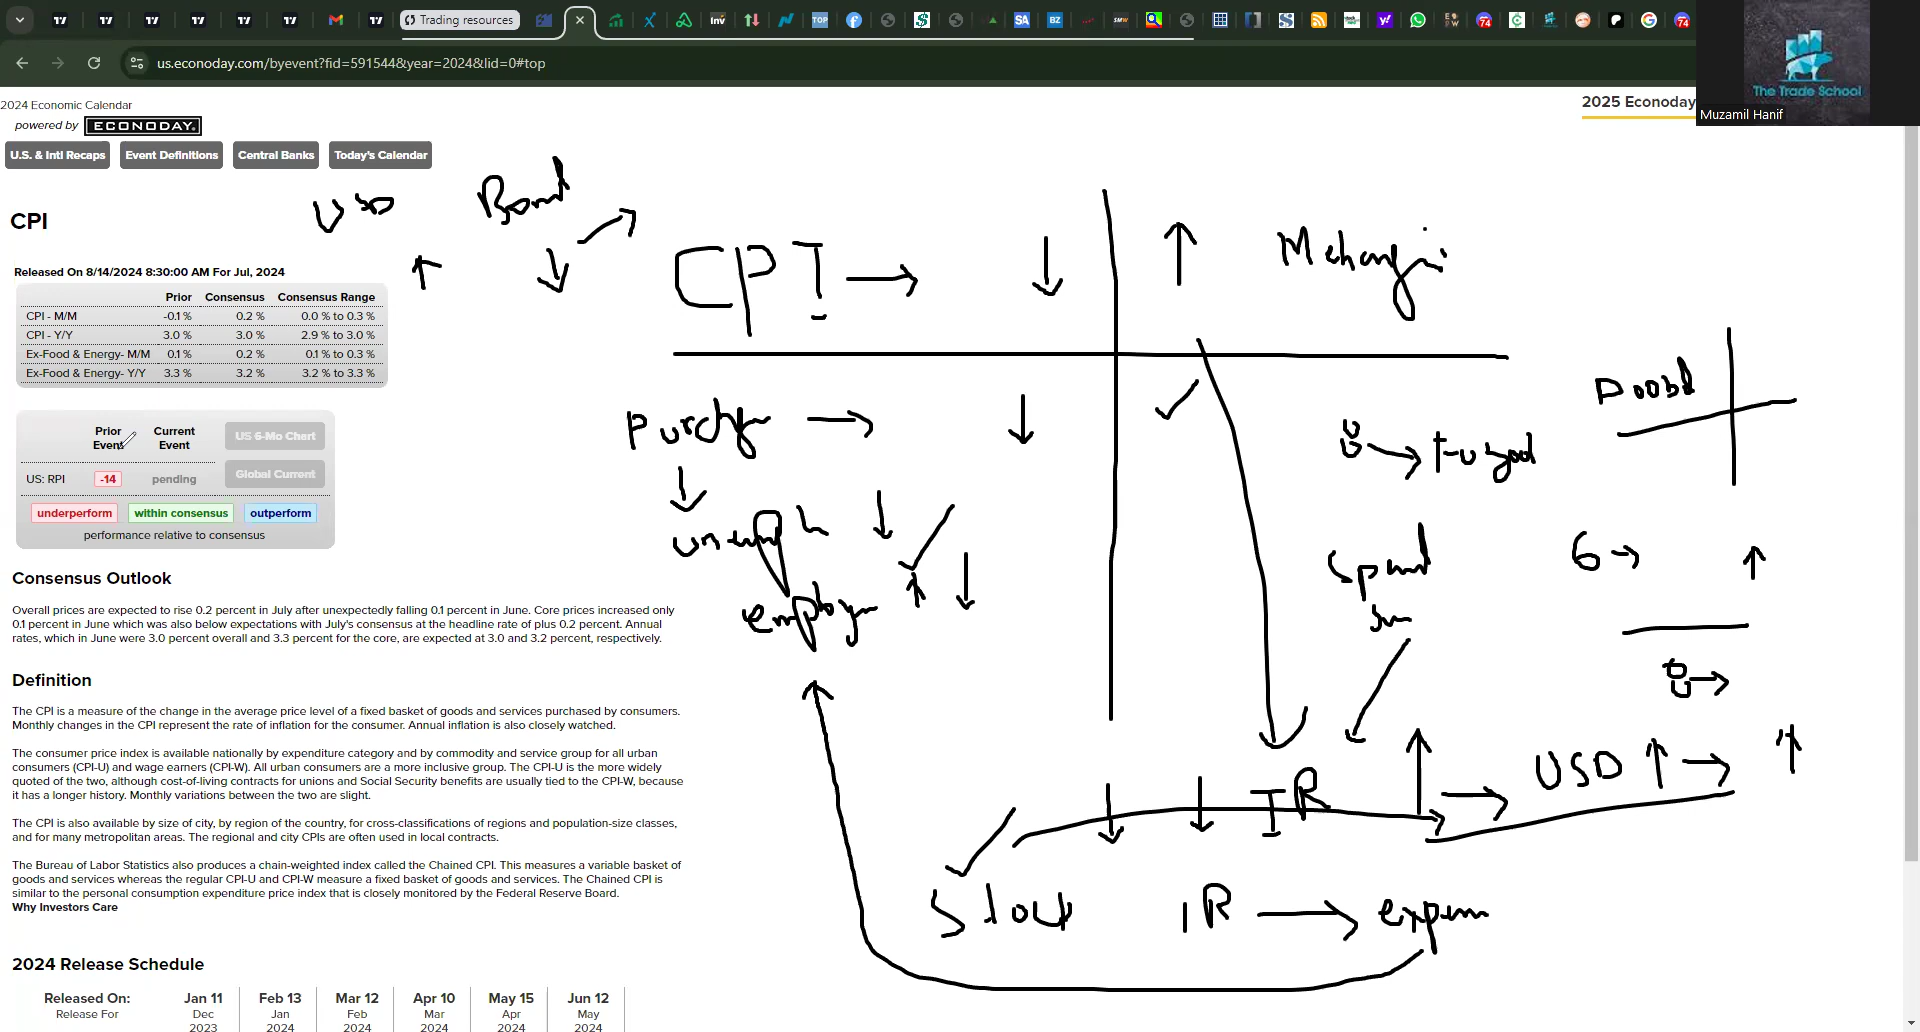 Trading resources
us.econoday.com/byevent?fid=591544&year=2024&lid=0#top
The Trade School
Muzamil Hanif
2024 Economic Calendar
powered by ECONODAY.
2025 Econoday
U.S. & Intl Recaps Event Definitions Central Banks Today's Calendar
USD Bond
CPI
CPI
Released On 8/14/2024 8:30:00 AM For Jul, 2024
Prior Consensus Consensus Range
CPI - M/M -0.1 % 0.2 % 0.0 % to 0.3 %
CPI - Y/Y 3.0 % 3.0 % 2.9 % to 3.0 %
Ex-Food & Energy- M/M 0.1 % 0.2 % 0.1 % to 0.3 %
Ex-Food & Energy- Y/Y 3.3 % 3.2 % 3.2 % to 3.3 %
Prior Event Current Event US 6-Mo Chart
Global Current
US: RPI -14 pending
underperform within consensus outperform
performance relative to consensus
Consensus Outlook
Overall prices are expected to rise 0.2 percent in July after unexpectedly falling 0.1 percent in June. Core prices increased only
0.1 percent in June which was also below expectations with July's consensus at the headline rate of plus 0.2 percent. Annual
rates, which in June were 3.0 percent overall and 3.3 percent for the core, are expected at 3.0 and 3.2 percent, respectively.
Definition
The CPI is a measure of the change in the average price level of a fixed basket of goods and services purchased by consumers.
Monthly changes in the CPI represent the rate of inflation for the consumer. Annual inflation is also closely watched.
The consumer price index is available nationally by expenditure category and by commodity and service group for all urban
consumers (CPI-U) and wage earners (CPI-W). All urban consumers are a more inclusive group. The CPI-U is the more widely
quoted of the two, although cost-of-living contracts for unions and Social Security benefits are usually tied to the CPI-W, because
it has a longer history. Monthly variations between the two are slight.
The CPI is also available by size of city, by region of the country, for cross-classifications of regions and population-size classes,
and for many metropolitan areas. The regional and city CPIs are often used in local contracts.
The Bureau of Labor Statistics also produces a chain-weighted index called the Chained CPI. This measures a variable basket of
goods and services whereas the regular CPI-U and CPI-W measure a fixed basket of goods and services. The Chained CPI is
similar to the personal consumption expenditure price index that is closely monitored by the Federal Reserve Board.
Why Investors Care
IR
USD
IR
2024 Release Schedule
Released On: Jan 11 Feb 13 Mar 12 Apr 10 May 15 Jun 12
Release For Dec Jan Feb Mar Apr May
2023 2024 2024 2024 2024 2024